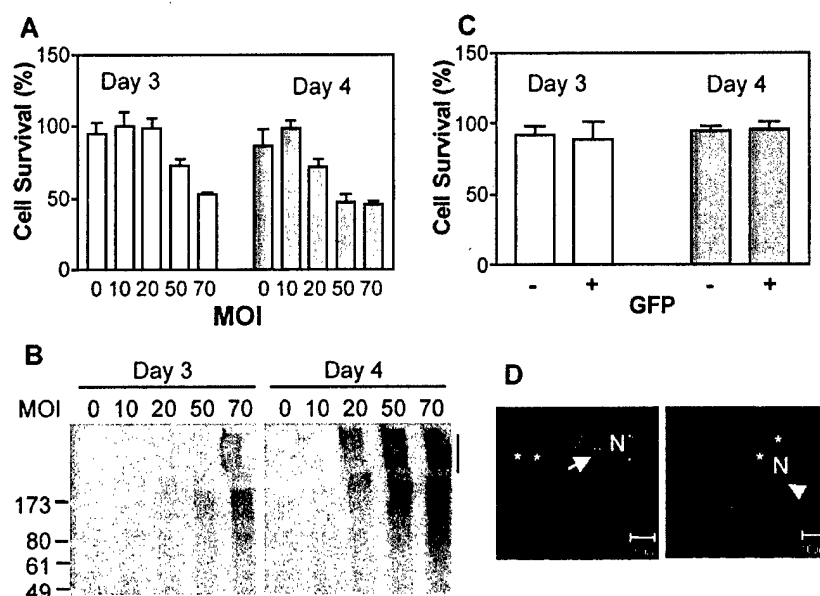 A
150
100
50
0
Cell Survival (%)
Day 3
Day 4
0 10 20 50 70
0 10 20 50 70
MOI
C
150
100
50
0
Cell Survival (%)
Day 3
Day 4
- +
- +
GFP
B
Day 3
Day 4
MOI 0 10 20 50 70
0 10 20 50 70
173
80
61
49
D
* *
N
*
*
N